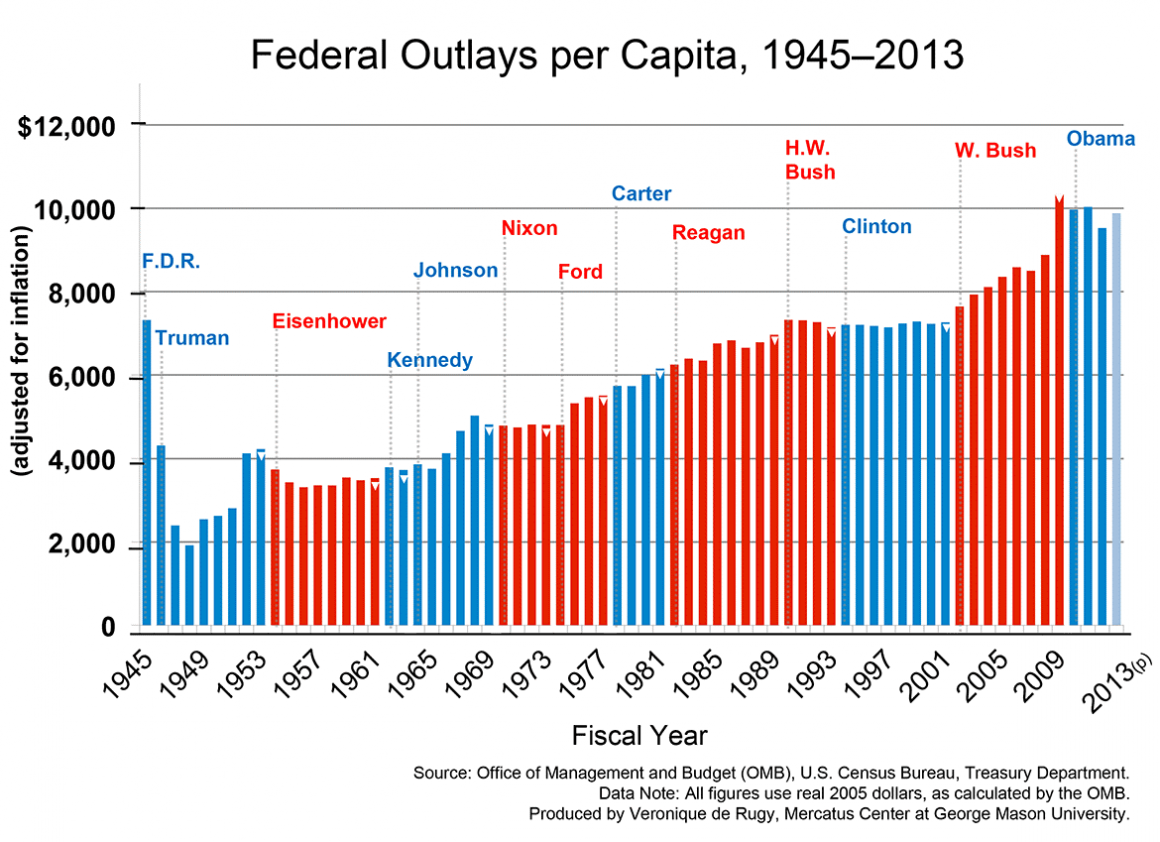 Federal Outlays per Capita, 1945–2013
(adjusted for inflation)
$12,000
10,000
8,000
6,000
4,000
2,000
0
F.D.R.
Truman
Eisenhower
Kennedy
Johnson
Nixon
Ford
Carter
Reagan
H.W.
Bush
Clinton
W. Bush
Obama
1945
1949
1953
1957
1961
1965
1969
1973
1977
1981
1985
1989
1993
1997
2001
2005
2009
2013(p)
Fiscal Year
Source: Office of Management and Budget (OMB), U.S. Census Bureau, Treasury Department.
Data Note: All figures use real 2005 dollars, as calculated by the OMB.
Produced by Veronique de Rugy, Mercatus Center at George Mason University.